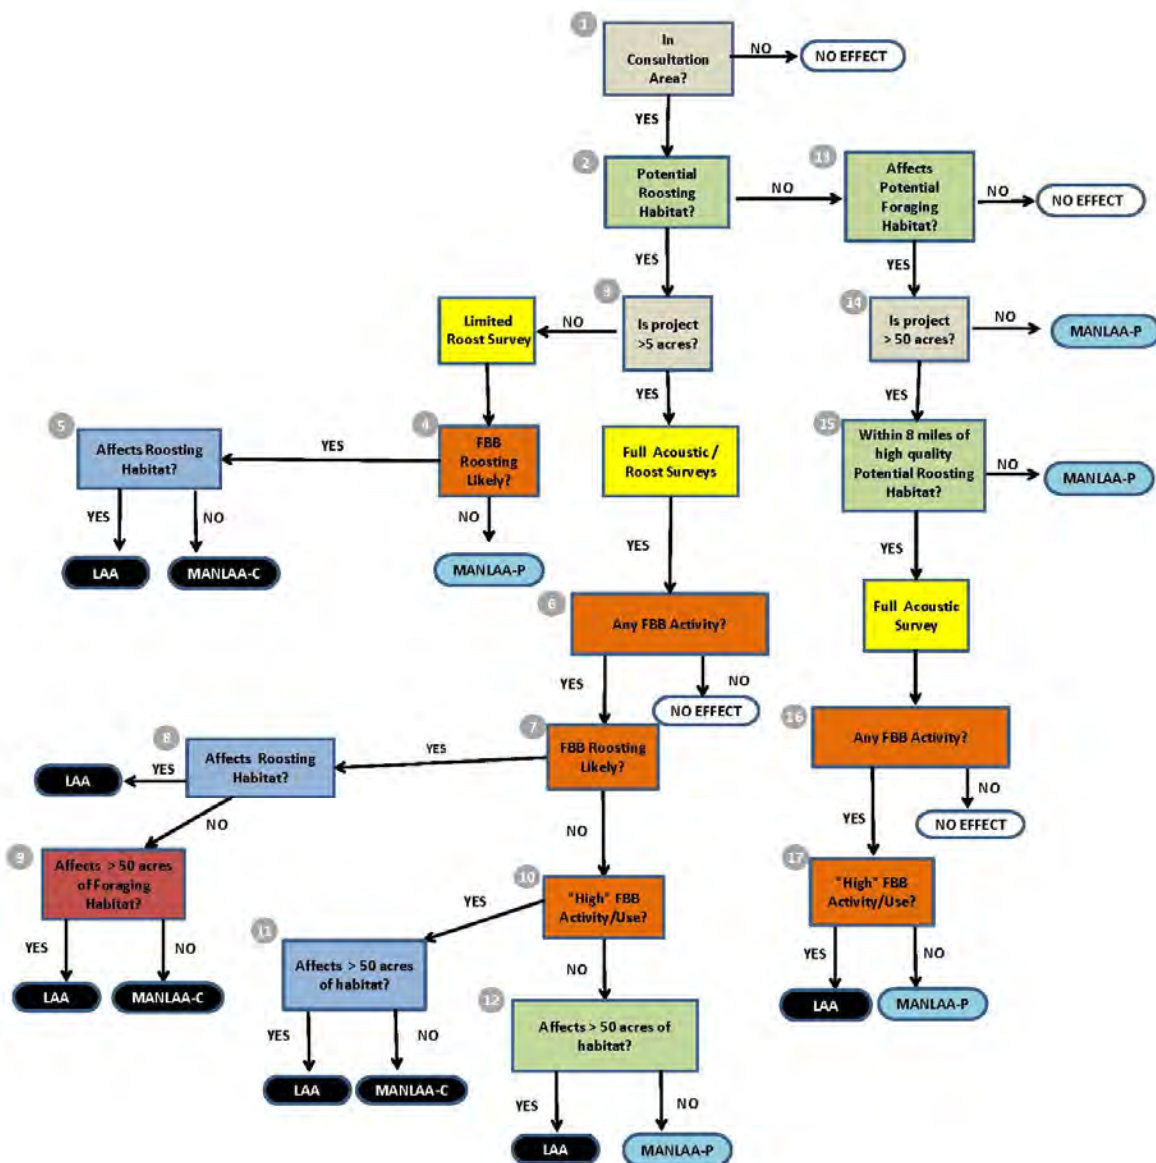 1
In
Consultation
Area?
NO
NO EFFECT
YES
2
Potential
Roosting
Habitat?
NO
13
Affects
Potential
Foraging
Habitat?
NO
NO EFFECT
YES
YES
3
Is project
>5 acres?
NO
Limited
Roost Survey
14
Is project
> 50 acres?
NO
MANLAA-P
YES
YES
5
Affects Roosting
Habitat?
YES
4
FBB
Roosting
Likely?
Full Acoustic /
Roost Surveys
15
Within 8 miles of
high quality
Potential Roosting
Habitat?
NO
MANLAA-P
YES
NO
NO
YES
YES
LAA
MANLAA-C
MANLAA-P
Full Acoustic
Survey
6
Any FBB Activity?
YES
NO
NO EFFECT
16
Any FBB Activity?
8
Affects Roosting
Habitat?
YES
7
FBB Roosting
Likely?
YES
LAA
NO
NO
YES
NO
NO EFFECT
9
Affects > 50 acres
of Foraging
Habitat?
10
"High" FBB
Activity/Use?
YES
17
"High" FBB
Activity/Use?
YES
NO
11
Affects > 50 acres
of habitat?
NO
YES
NO
LAA
MANLAA-C
LAA
MANLAA-P
12
Affects > 50 acres of
habitat?
YES
NO
LAA
MANLAA-C
YES
NO
LAA
MANLAA-P